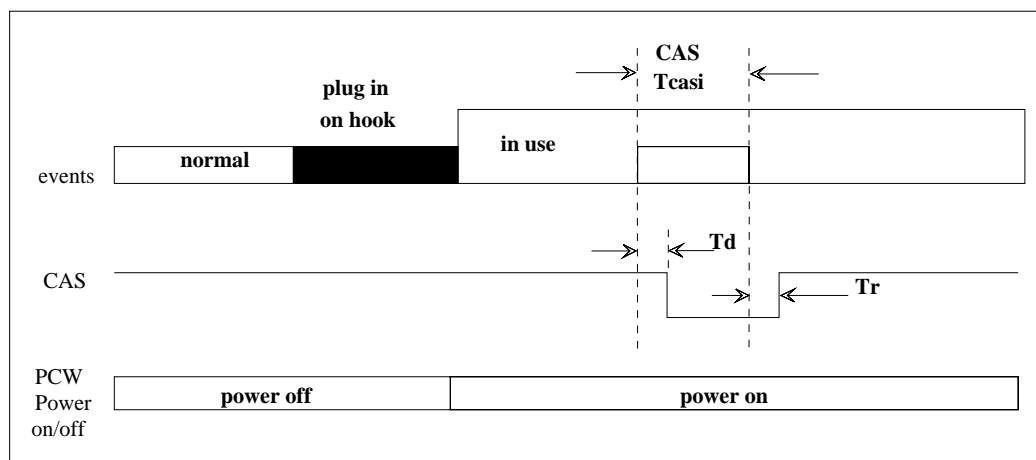 CAS
Tcasi
plug in
on hook
normal
in use
events
Td
CAS
Tr
PCW
Power
on/off
power off
power on